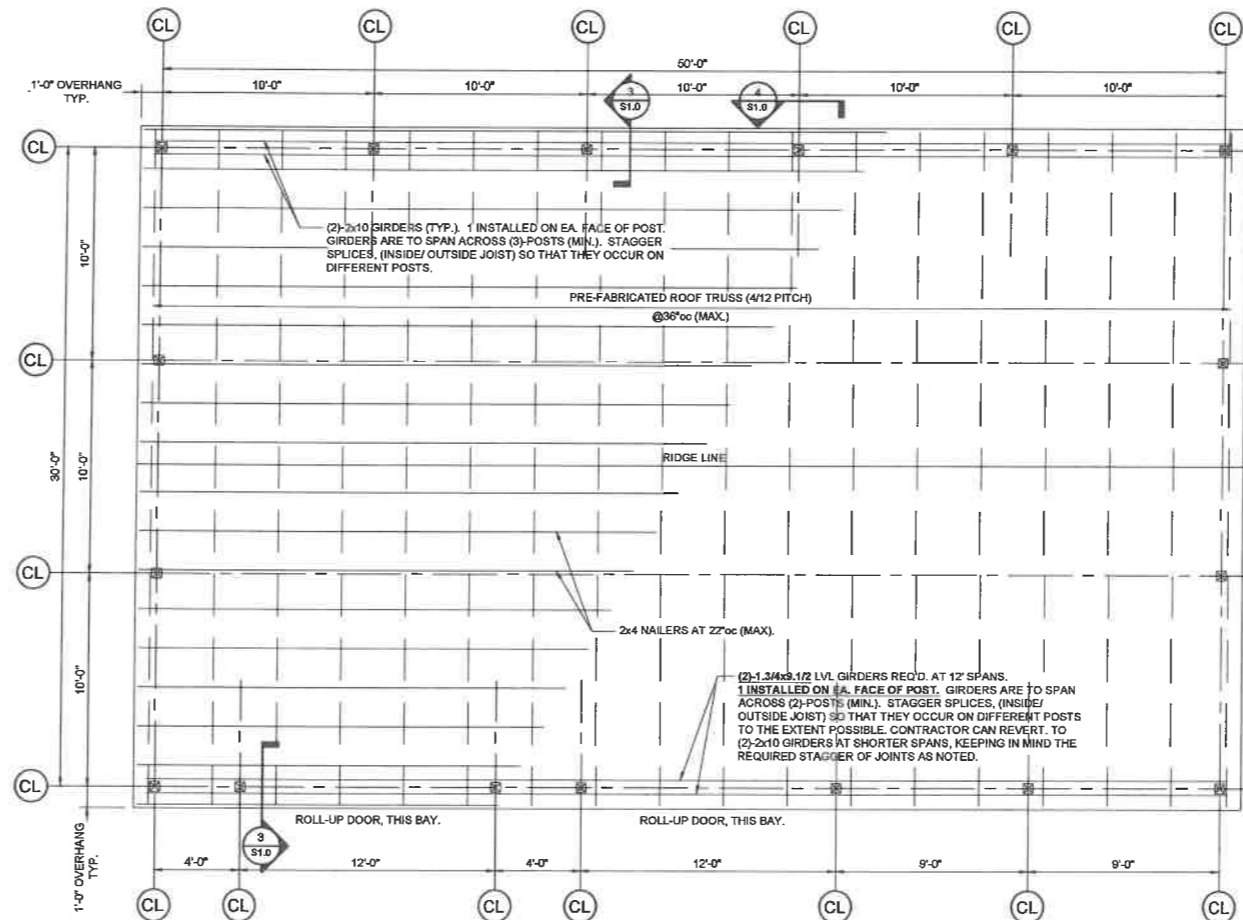 CL CL CL CL CL CL
50'-0"
1'-0" OVERHANG
TYP.
10'-0" 10'-0" 10'-0" 10'-0" 10'-0"
3
S1.0
4
S1.0
CL
(2)-2x10 GIRDERS (TYP.). 1 INSTALLED ON EA. FACE OF POST.
GIRDERS ARE TO SPAN ACROSS (3)-POSTS (MIN.). STAGGER
SPLICES, (INSIDE/ OUTSIDE JOIST) SO THAT THEY OCCUR ON
DIFFERENT POSTS.
10'-0"
PRE-FABRICATED ROOF TRUSS (4/12 PITCH)
@36"oc (MAX.)
CL
30'-0"
10'-0"
RIDGE LINE
CL
2x4 NAILERS AT 22"oc (MAX).
10'-0"
(2)-1.3/4x9.1/2 LVL GIRDERS REQ'D. AT 12' SPANS.
1 INSTALLED ON EA. FACE OF POST. GIRDERS ARE TO SPAN
ACROSS (2)-POSTS (MIN.). STAGGER SPLICES, (INSIDE/
OUTSIDE JOIST) SO THAT THEY OCCUR ON DIFFERENT POSTS
TO THE EXTENT POSSIBLE. CONTRACTOR CAN REVERT. TO
(2)-2x10 GIRDERS AT SHORTER SPANS, KEEPING IN MIND THE
REQUIRED STAGGER OF JOINTS AS NOTED.
CL
ROLL-UP DOOR, THIS BAY. ROLL-UP DOOR, THIS BAY.
3
S1.0
1'-0" OVERHANG
TYP.
4'-0" 12'-0" 4'-0" 12'-0" 9'-0" 9'-0"
CL CL CL CL CL CL CL